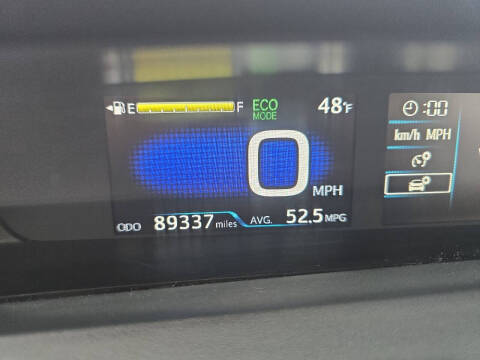 E F ECO MODE 48°F
0 MPH
ODO 89337 miles AVG. 52.5 MPG
:00
km/h MPH